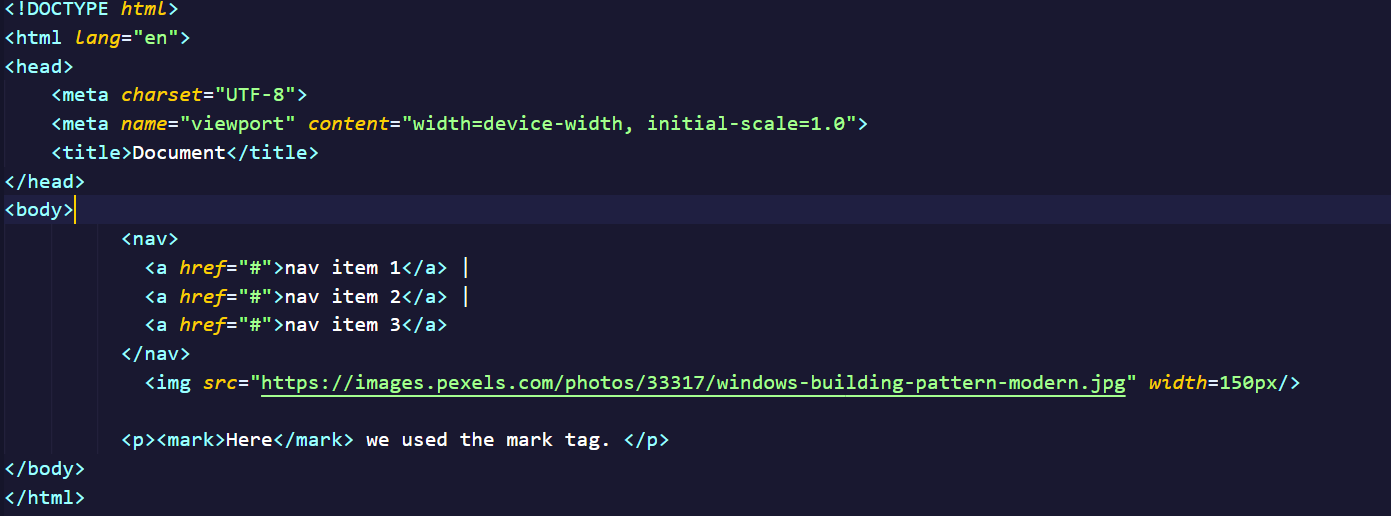 <!DOCTYPE html>
<html lang="en">
<head>
    <meta charset="UTF-8">
    <meta name="viewport" content="width=device-width, initial-scale=1.0">
    <title>Document</title>
</head>
<body>
          <nav>
            <a href="#">nav item 1</a> |
            <a href="#">nav item 2</a> |
            <a href="#">nav item 3</a>
          </nav>
            <img src="https://images.pexels.com/photos/33317/windows-building-pattern-modern.jpg" width=150px/>

          <p><mark>Here</mark> we used the mark tag. </p>
</body>
</html>